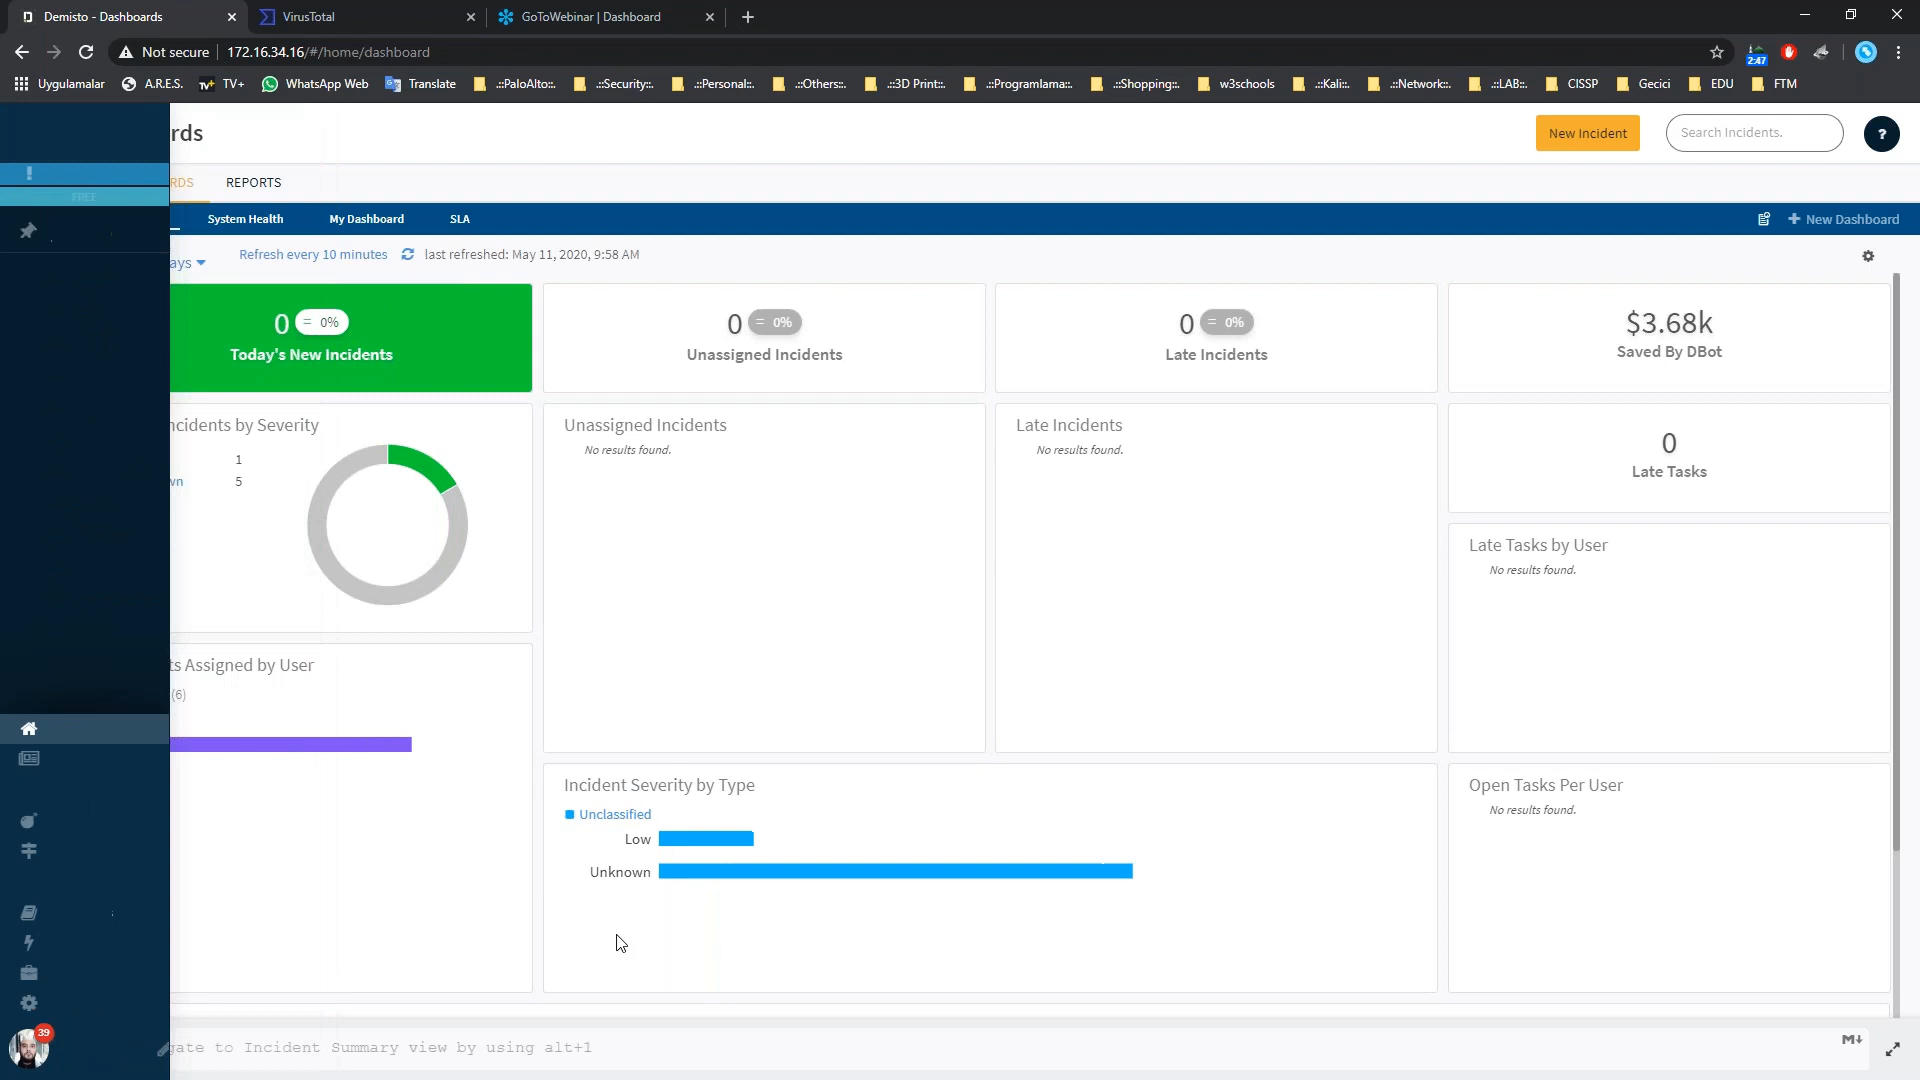 Demisto - Dashboards
VirusTotal
GoToWebinar | Dashboard
Not secure
172.16.34.16/#/home/dashboard
2:47
Uygulamalar
A.R.E.S.
TV+
WhatsApp Web
Translate
.::PaloAlto::.
.::Security::.
.::Personal::.
.::Others::.
.::3D Print::.
.::Programlama::.
.::Shopping::.
w3schools
.::Kali::.
.::Network::.
.::LAB::.
CISSP
Gecici
EDU
FTM
rds
New Incident
Search Incidents.
?
RDS
REPORTS
FREE
System Health
My Dashboard
SLA
New Dashboard
ays
Refresh every 10 minutes
last refreshed: May 11, 2020, 9:58 AM
0 = 0%
Today's New Incidents
0 = 0%
Unassigned Incidents
0 = 0%
Late Incidents
$3.68k
Saved By DBot
ncidents by Severity
1
wn 5
Unassigned Incidents
No results found.
Late Incidents
No results found.
0
Late Tasks
Late Tasks by User
No results found.
ts Assigned by User
(6)
Incident Severity by Type
Unclassified
Low
Unknown
Open Tasks Per User
No results found.
39
gate to Incident Summary view by using alt+1
M↓